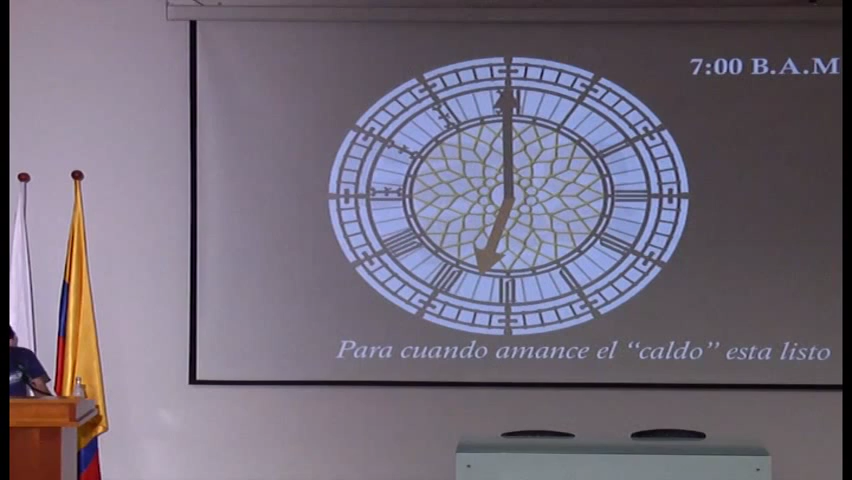 7:00 B.A.M
Para cuando amance el “caldo” esta listo